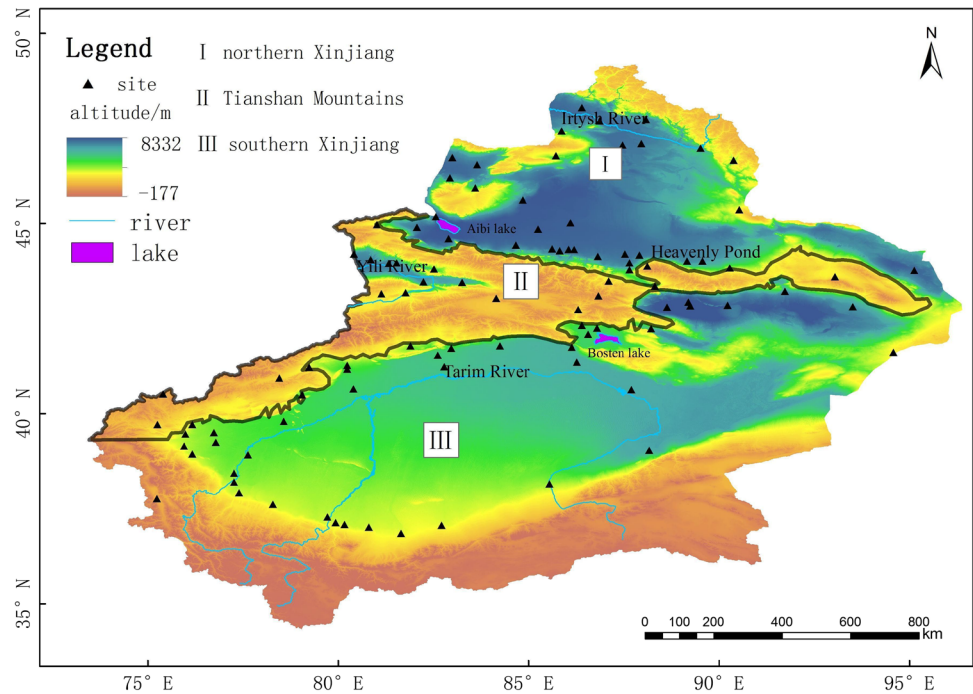 50° N
45° N
40° N
35° N
Legend
site
altitude/m
8332
-177
river
lake
Ⅰ northern Xinjiang
Ⅱ Tianshan Mountains
Ⅲ southern Xinjiang
N
Irtysh River
Ⅰ
Aibi lake
Heavenly Pond
Yili River
Ⅱ
Bosten lake
Tarim River
Ⅲ
0 100 200 400 600 800
km
75° E 80° E 85° E 90° E 95° E